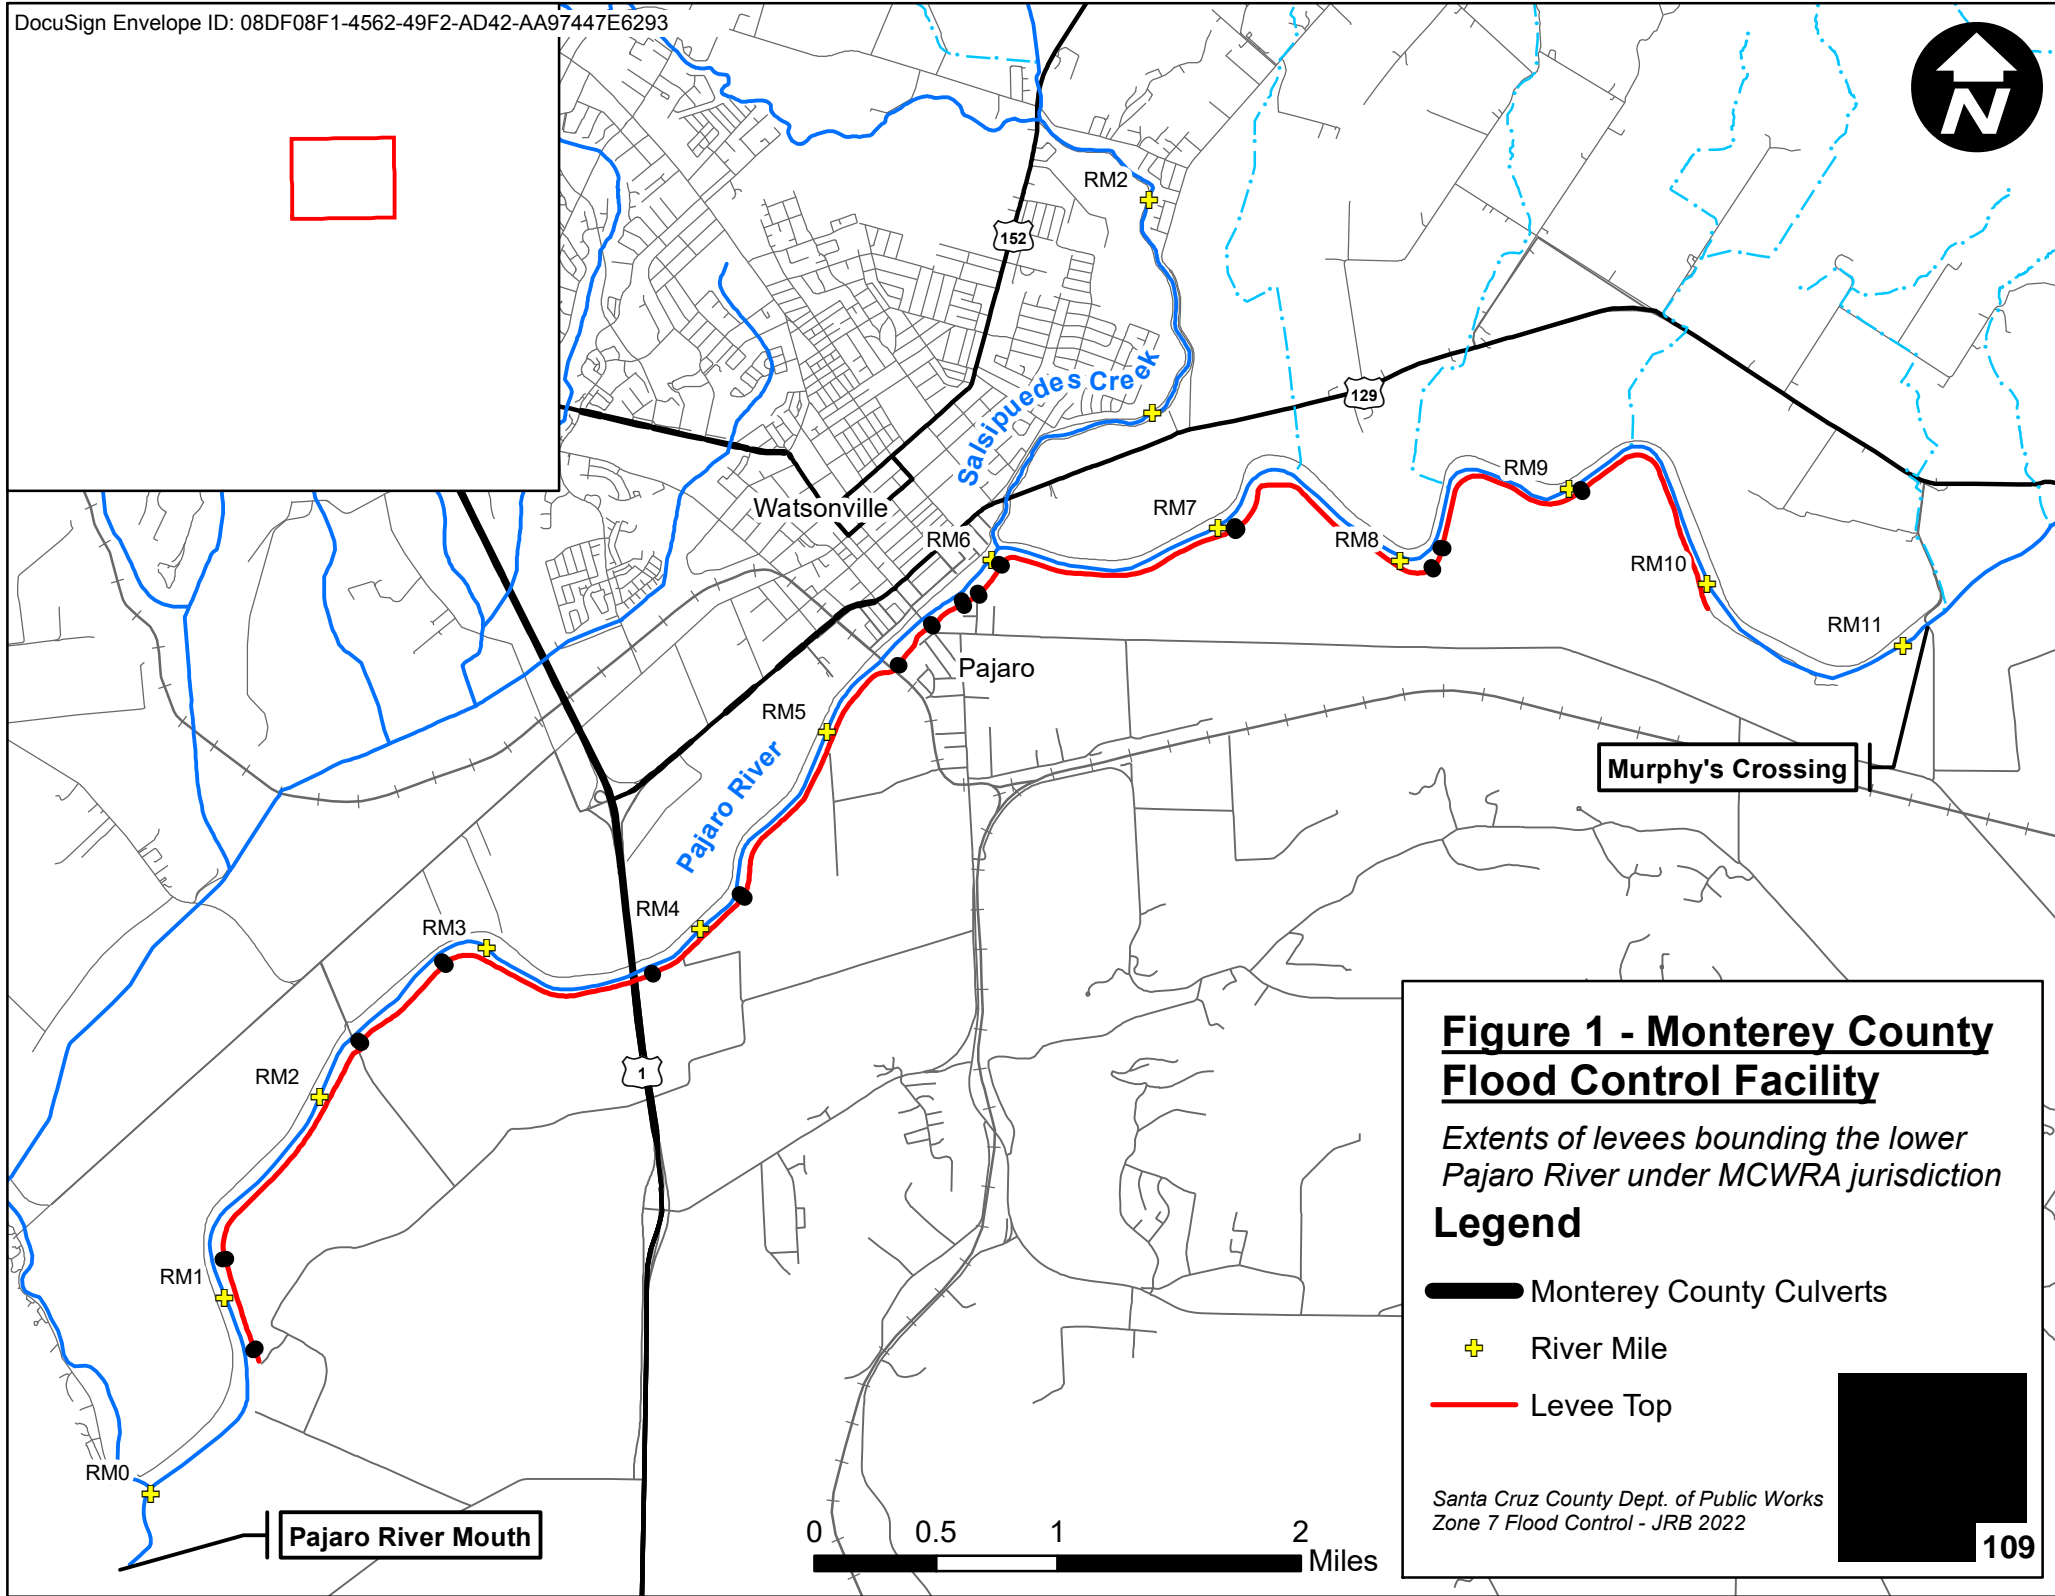 DocuSign Envelope ID: 08DF08F1-4562-49F2-AD42-AA97447E6293
N
RM2
152
Salsipuedes Creek
129
Watsonville
RM9
RM7
RM6
RM8
RM10
RM11
Pajaro
RM5
Pajaro River
Murphy's Crossing
RM4
RM3
1
RM2
RM1
RM0
Pajaro River Mouth
0 0.5 1 2
Miles
Figure 1 - Monterey County
Flood Control Facility
Extents of levees bounding the lower
Pajaro River under MCWRA jurisdiction
Legend
Monterey County Culverts
River Mile
Levee Top
Santa Cruz County Dept. of Public Works
Zone 7 Flood Control - JRB 2022
109